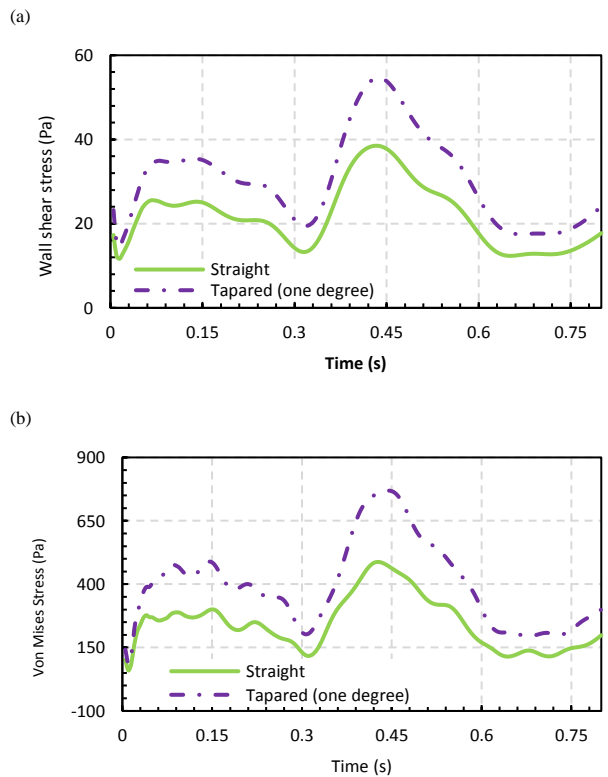 (a)
Wall shear stress (Pa)
60
40
20
0
Straight
Tapared (one degree)
0 0.15 0.3 0.45 0.6 0.75
Time (s)
(b)
Von Mises Stress (Pa)
900
650
400
150
-100
Straight
Tapared (one degree)
0 0.15 0.3 0.45 0.6 0.75
Time (s)